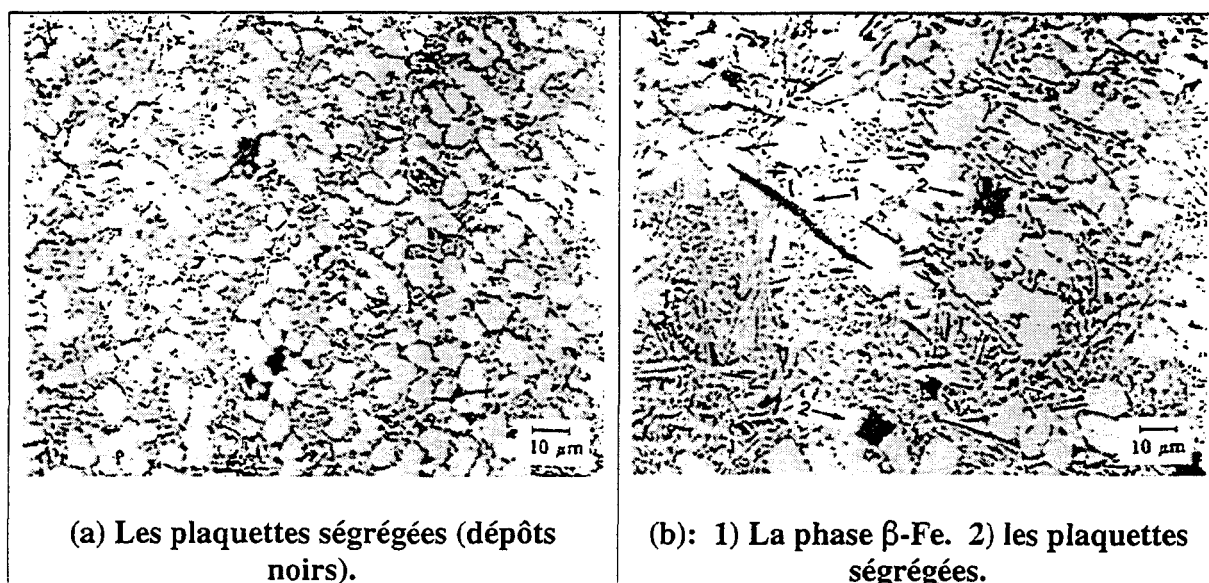 1
2
2
10 µm
10 µm
(a) Les plaquettes ségrégées (dépôts
noirs).
(b): 1) La phase β-Fe. 2) les plaquettes
ségrégées.